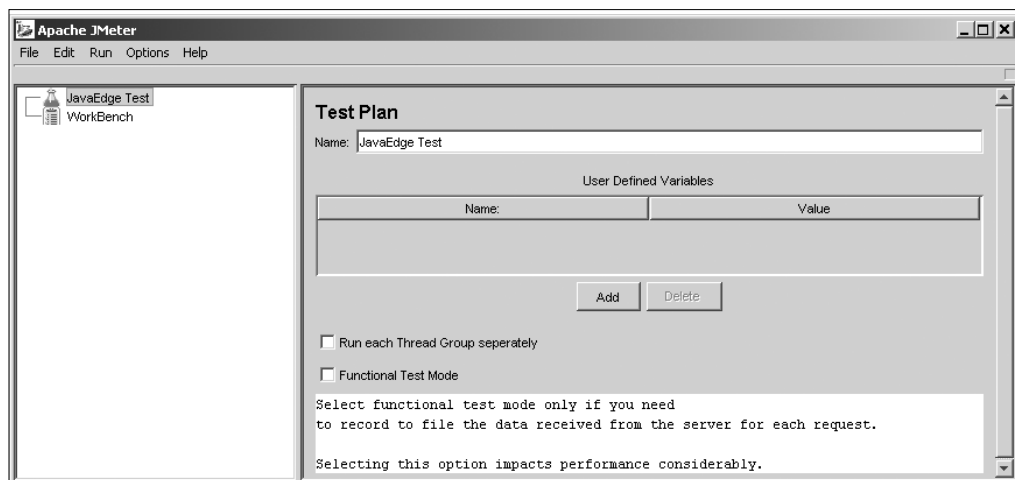 Apache JMeter
File Edit Run Options Help
JavaEdge Test
WorkBench
Test Plan
Name: JavaEdge Test
User Defined Variables
Name: Value
Add Delete
Run each Thread Group seperately
Functional Test Mode
Select functional test mode only if you need
to record to file the data received from the server for each request.
Selecting this option impacts performance considerably.